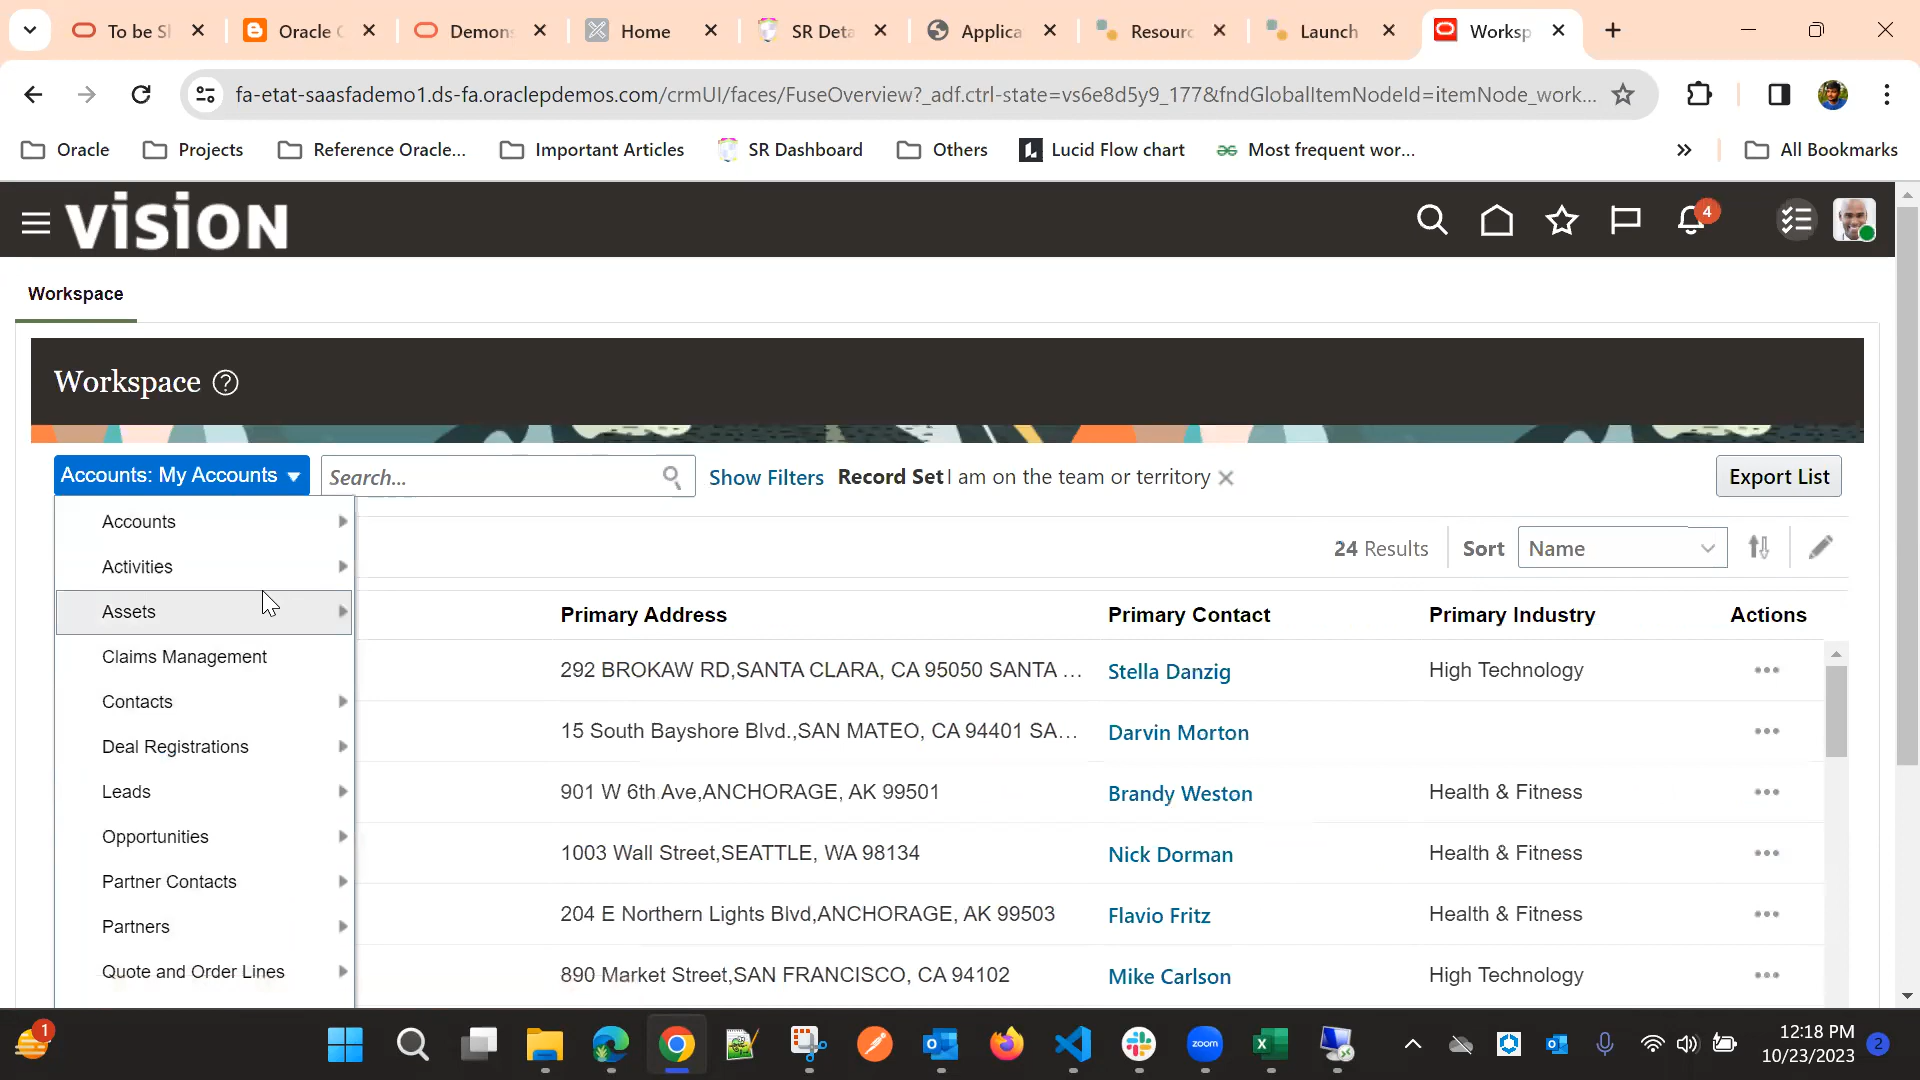 To be Sl
Oracle C
Demons
Home
SR Deta
Applica
Resourc
Launch
Worksp
fa-etat-saasfademo1.ds-fa.oraclepdemos.com/crmUI/faces/FuseOverview?_adf.ctrl-state=vs6e8d5y9_177&fndGlobalItemNodeId=itemNode_work...
Oracle
Projects
Reference Oracle...
Important Articles
SR Dashboard
Others
Lucid Flow chart
Most frequent wor...
»
All Bookmarks
VISION
4
Workspace
Workspace ?
Accounts: My Accounts
Search...
Show Filters
Record Set I am on the team or territory
Export List
Accounts
Activities
Assets
Claims Management
Contacts
Deal Registrations
Leads
Opportunities
Partner Contacts
Partners
Quote and Order Lines
24 Results
Sort
Name
Primary Address Primary Contact Primary Industry Actions
292 BROKAW RD,SANTA CLARA, CA 95050 SANTA ... Stella Danzig High Technology
15 South Bayshore Blvd.,SAN MATEO, CA 94401 SA... Darvin Morton
901 W 6th Ave,ANCHORAGE, AK 99501 Brandy Weston Health & Fitness
1003 Wall Street,SEATTLE, WA 98134 Nick Dorman Health & Fitness
204 E Northern Lights Blvd,ANCHORAGE, AK 99503 Flavio Fritz Health & Fitness
890 Market Street,SAN FRANCISCO, CA 94102 Mike Carlson High Technology
1
zoom
12:18 PM
10/23/2023
2